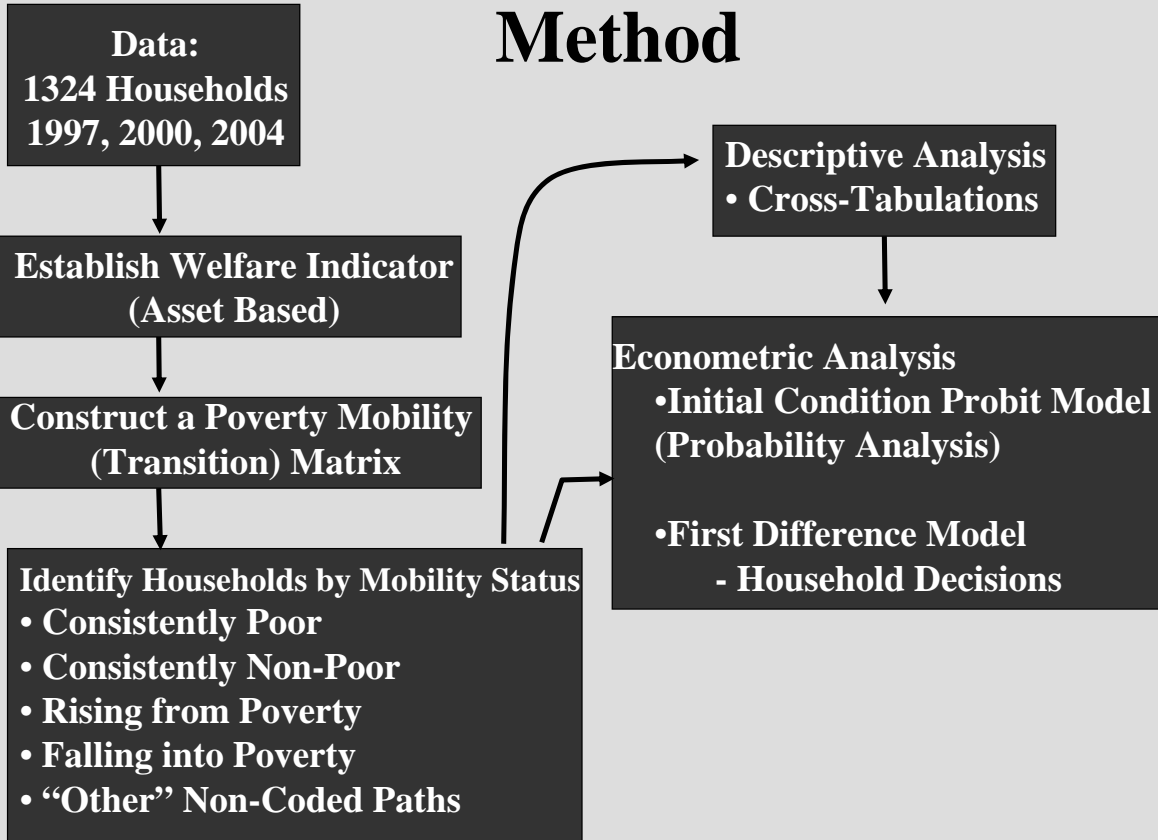 Method
Data:
1324 Households
1997, 2000, 2004
Establish Welfare Indicator
(Asset Based)
Construct a Poverty Mobility
(Transition) Matrix
Identify Households by Mobility Status
• Consistently Poor
• Consistently Non-Poor
• Rising from Poverty
• Falling into Poverty
• “Other” Non-Coded Paths
Descriptive Analysis
• Cross-Tabulations
Econometric Analysis
•Initial Condition Probit Model
(Probability Analysis)
•First Difference Model
- Household Decisions